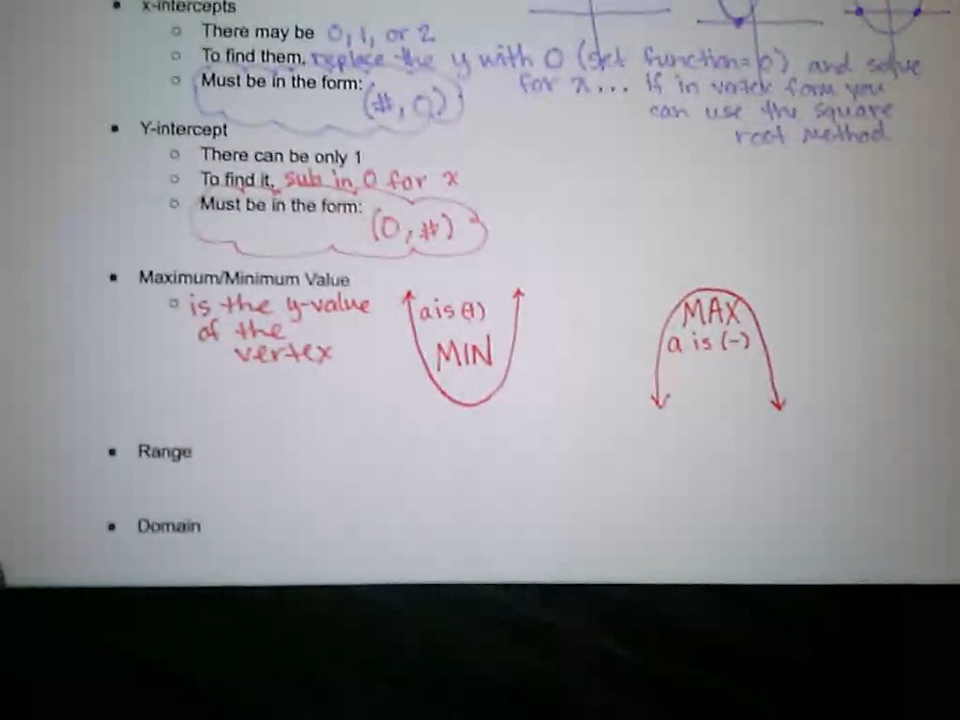 • x-intercepts
○ There may be 0, 1, or 2
○ To find them, replace the y with 0 (set function=0) and solve
for x... If in vertex form you
can use the square
root method
○ Must be in the form: (#, 0)
• Y-intercept
○ There can be only 1
○ To find it, sub in 0 for x
○ Must be in the form: (0, #)
• Maximum/Minimum Value
○ is the y-value
of the
vertex
a is (+)
MIN
MAX
a is (-)
• Range
• Domain